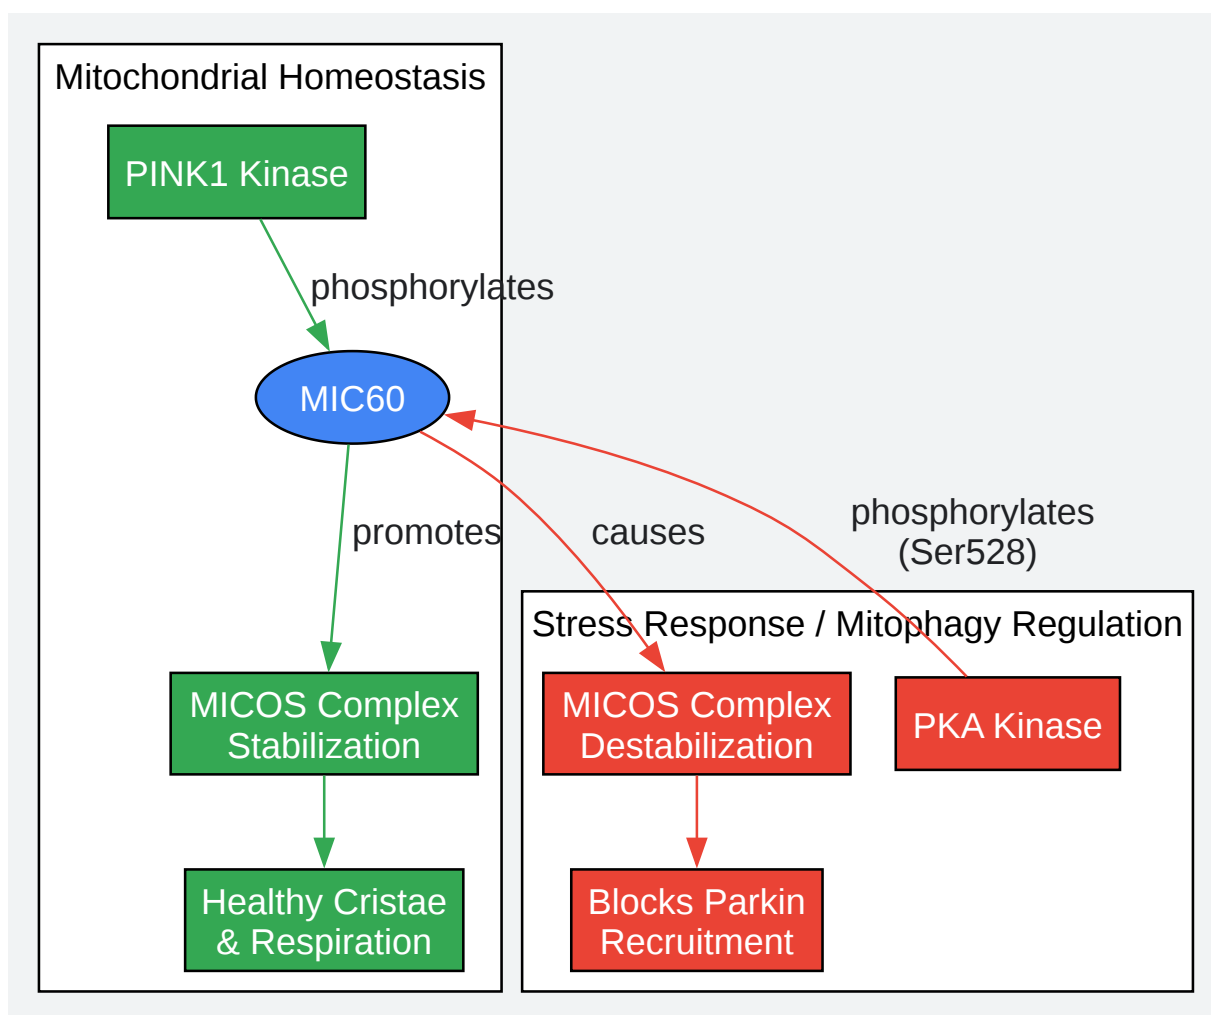 Mitochondrial Homeostasis
PINK1 Kinase
phosphorylates
MIC60
promotes
causes
phosphorylates
(Ser528)
MICOS Complex
Stabilization
Healthy Cristae
& Respiration
Stress Response / Mitophagy Regulation
MICOS Complex
Destabilization
PKA Kinase
Blocks Parkin
Recruitment